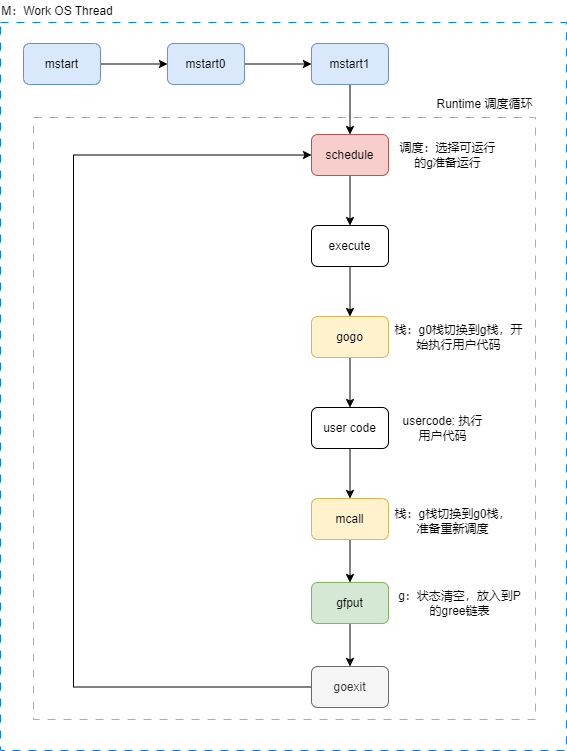 M：Work OS Thread
mstart
mstart0
mstart1
Runtime 调度循环
schedule
调度：选择可运行
的g准备运行
execute
gogo
栈：g0栈切换到g栈，开
始执行用户代码
user code
usercode: 执行
用户代码
mcall
栈：g栈切换到g0栈，
准备重新调度
gfput
g：状态清空，放入到P
的gree链表
goexit